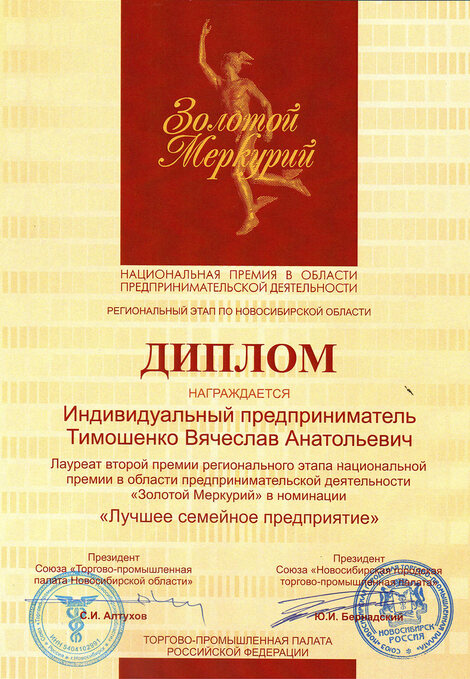 Золотой
Меркурий
НАЦИОНАЛЬНАЯ ПРЕМИЯ В ОБЛАСТИ
ПРЕДПРИНИМАТЕЛЬСКОЙ ДЕЯТЕЛЬНОСТИ
РЕГИОНАЛЬНЫЙ ЭТАП ПО НОВОСИБИРСКОЙ ОБЛАСТИ
ДИПЛОМ
НАГРАЖДАЕТСЯ
Индивидуальный предприниматель
Тимошенко Вячеслав Анатольевич
Лауреат второй премии регионального этапа национальной
премии в области предпринимательской деятельности
«Золотой Меркурий» в номинации
«Лучшее семейное предприятие»
Президент
Союза «Торгово-промышленная
палата Новосибирской области»
С.И. Алтухов
Президент
Союза «Новосибирская городская
торгово-промышленная палата»
Ю.И. Бернадский
НОВОСИБИРСК
РОССИЯ
ТОРГОВО-ПРОМЫШЛЕННАЯ ПАЛАТА
РОССИЙСКОЙ ФЕДЕРАЦИИ